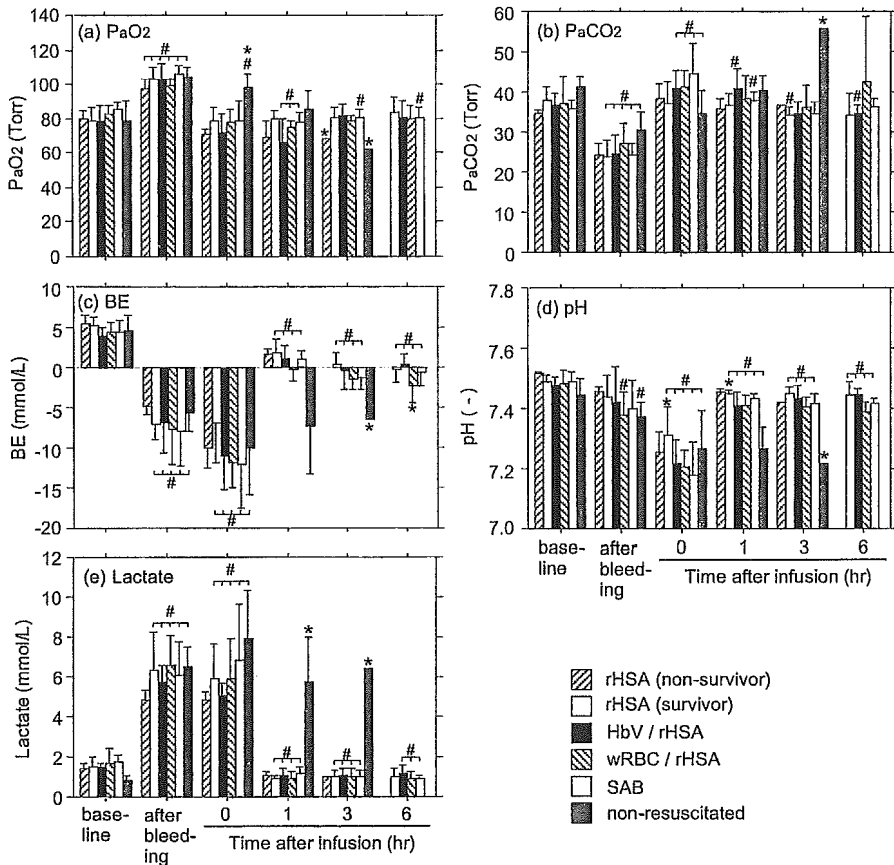 (a) PaO2
PaO2 (Torr)
140
120
100
80
60
40
20
0
#
*
#
#
*
#
*
#
(b) PaCO2
PaCO2 (Torr)
60
50
40
30
20
10
0
#
#
#
#
#
*
#
(c) BE
BE (mmol/L)
10
5
0
-5
-10
-15
-20
#
#
#
#
*
#
*
(d) pH
pH ( - )
7.8
7.6
7.4
7.2
7.0
#
#
*
#
*
#
#
*
#
base-
line
after
bleed-
ing
0
1
3
6
Time after infusion (hr)
(e) Lactate
Lactate (mmol/L)
12
10
8
6
4
2
0
#
#
#
*
#
*
#
base-
line
after
bleed-
ing
0
1
3
6
Time after infusion (hr)
rHSA (non-survivor)
rHSA (survivor)
HbV / rHSA
wRBC / rHSA
SAB
non-resuscitated